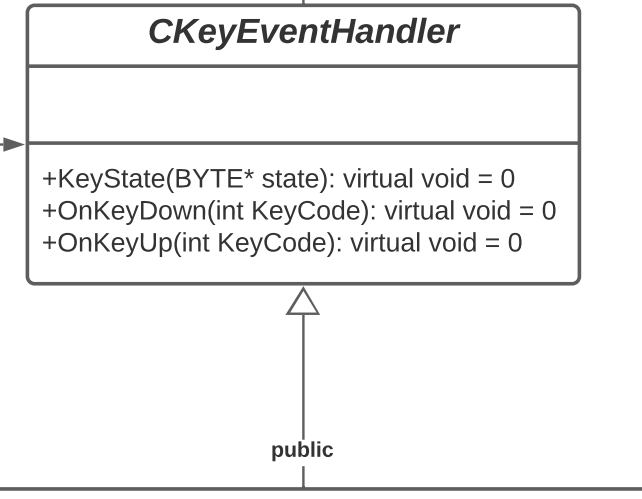 CKeyEventHandler
+KeyState(BYTE* state): virtual void = 0
+OnKeyDown(int KeyCode): virtual void = 0
+OnKeyUp(int KeyCode): virtual void = 0
public